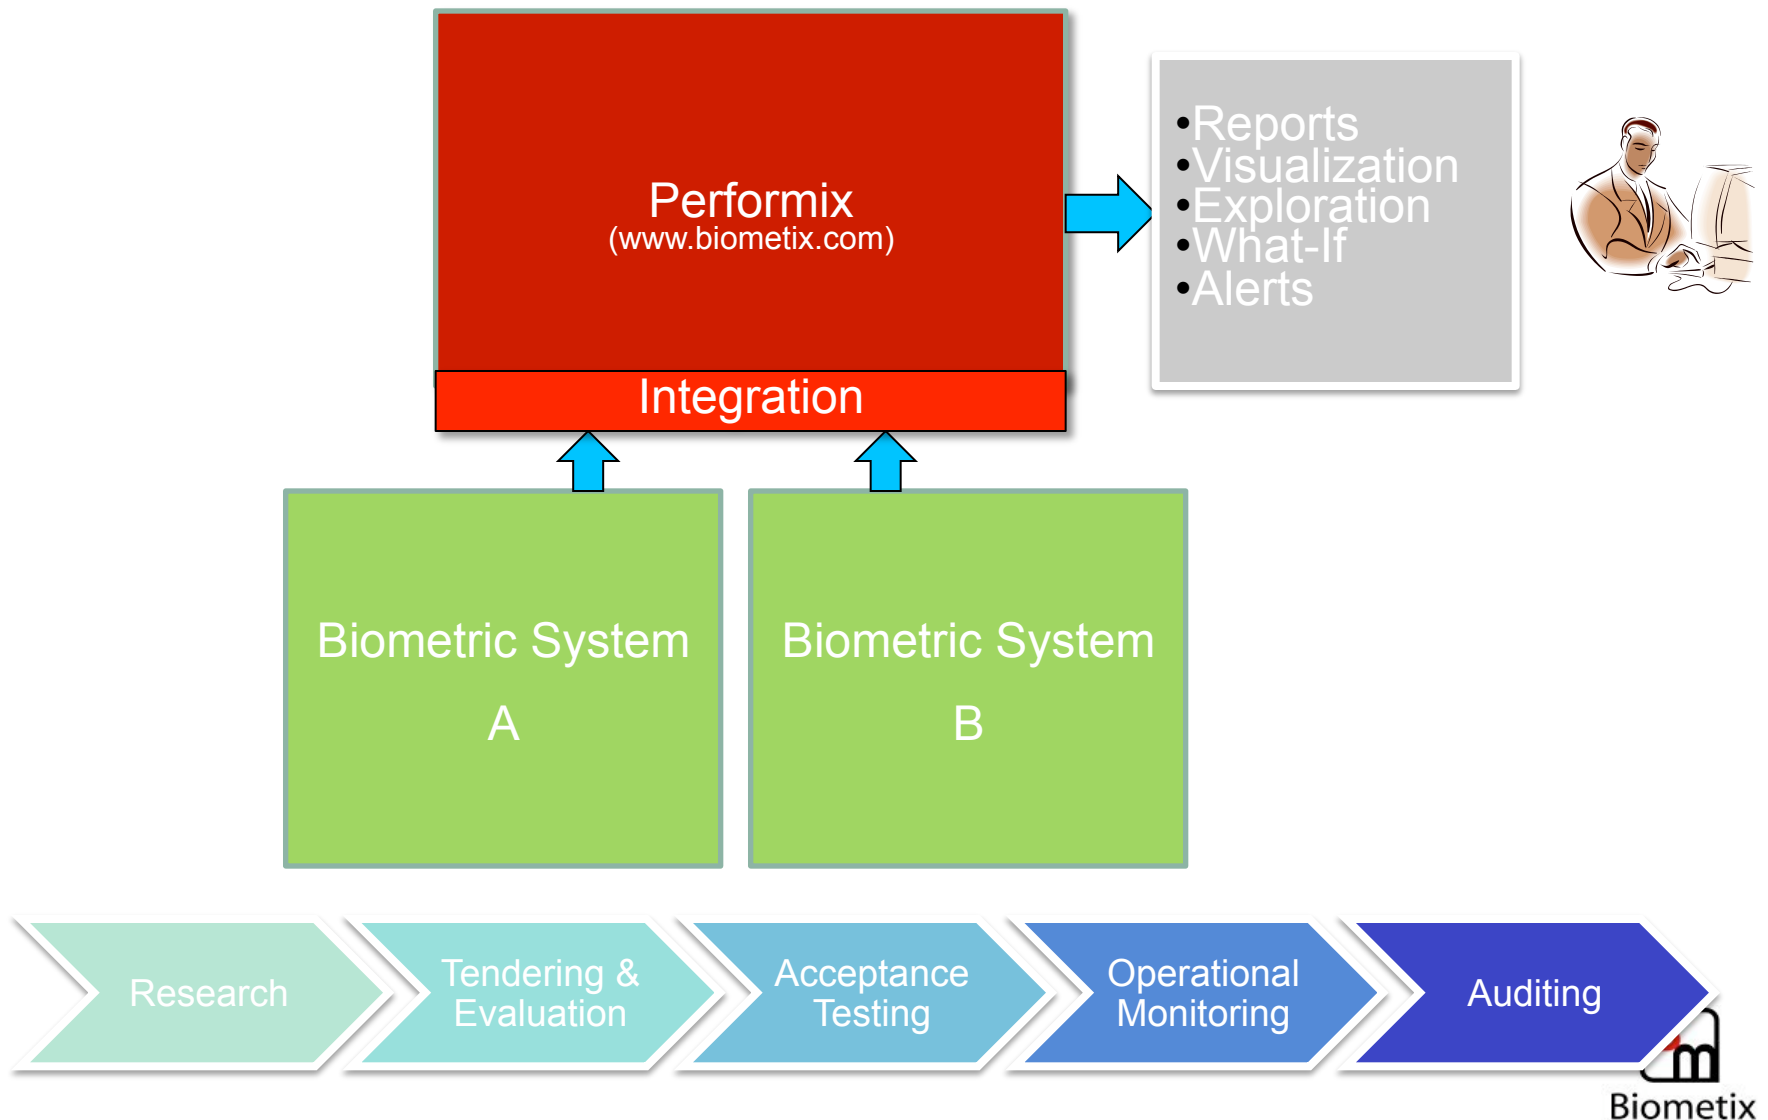 Performix
(www.biometix.com)
Integration
•Reports
•Visualization
•Exploration
•What-If
•Alerts
Biometric System
A
Biometric System
B
Research
Tendering &
Evaluation
Acceptance
Testing
Operational
Monitoring
Auditing
m
Biometix